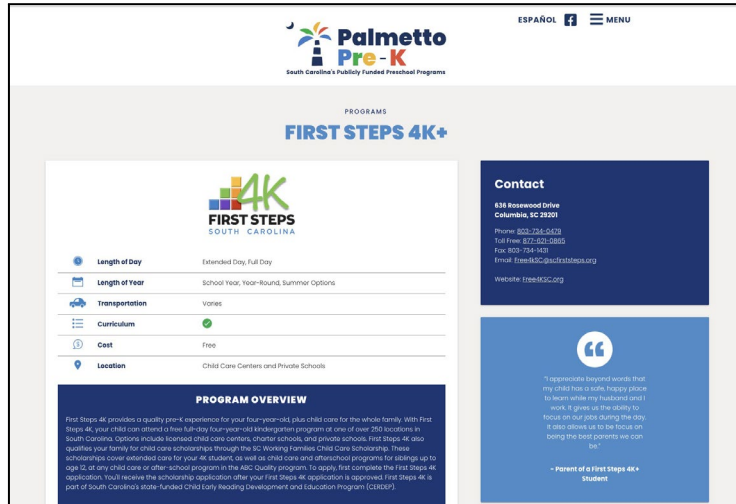 ESPAÑOL
MENU
Palmetto
Pre-K
South Carolina's Publicly Funded Preschool Programs
PROGRAMS
FIRST STEPS 4K+
4K
FIRST STEPS
SOUTH CAROLINA
Length of Day Extended Day, Full Day
Length of Year School Year, Year-Round, Summer Options
Transportation Varies
Curriculum
Cost Free
Location Child Care Centers and Private Schools
PROGRAM OVERVIEW
First Steps 4K provides a quality pre-K experience for your four-year-old, plus child care for the whole family. With First
Steps 4K, your child can attend a free full-day four-year-old kindergarten program at one of over 250 locations in
South Carolina. Options include licensed child care centers, charter schools, and private schools. First Steps 4K also
qualifies your family for child care scholarships through the SC Working Families Child Care Scholarship. These
scholarships cover extended care for your 4K student, as well as child care and afterschool programs for siblings up to
age 12, at any child care or after-school program in the ABC Quality program. To apply, first complete the First Steps 4K
application. You'll receive the scholarship application after your First Steps 4K application is approved. First Steps 4K is
part of South Carolina's state-funded Child Early Reading Development and Education Program (CERDEP).
Contact
636 Rosewood Drive
Columbia, SC 29201
Phone: 803-734-0479
Toll Free: 877-621-0865
Fax: 803-734-1431
Email: Free4kSC@scfirststeps.org
Website: Free4KSC.org
"I appreciate beyond words that
my child has a safe, happy place
to learn while my husband and I
work. It gives us the ability to
focus on our jobs during the day.
It also allows us to be focus on
being the best parents we can
be."
~ Parent of a First Steps 4K+
Student